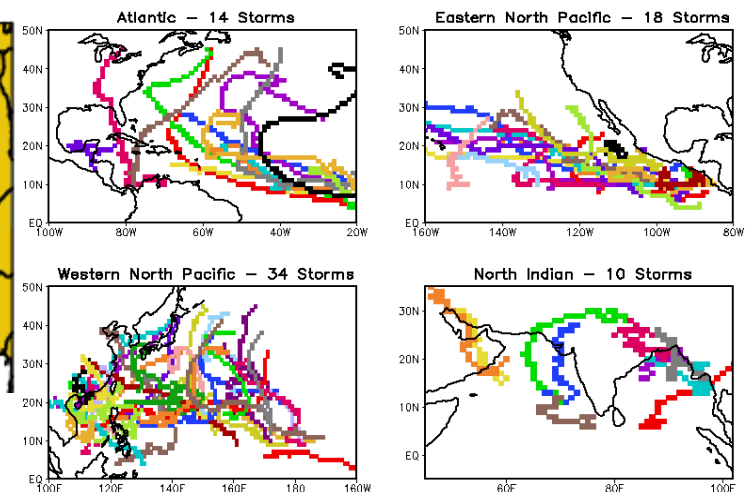 Atlantic – 14 Storms
50N
40N
30N
20N
10N
EQ
100W 80W 60W 40W 20W
Eastern North Pacific – 18 Storms
50N
40N
30N
20N
10N
EQ
160W 140W 120W 100W 80W
Western North Pacific – 34 Storms
50N
40N
30N
20N
10N
EQ
100E 120E 140E 160E 180 160W
North Indian – 10 Storms
30N
20N
10N
EQ
60E 80E 100E